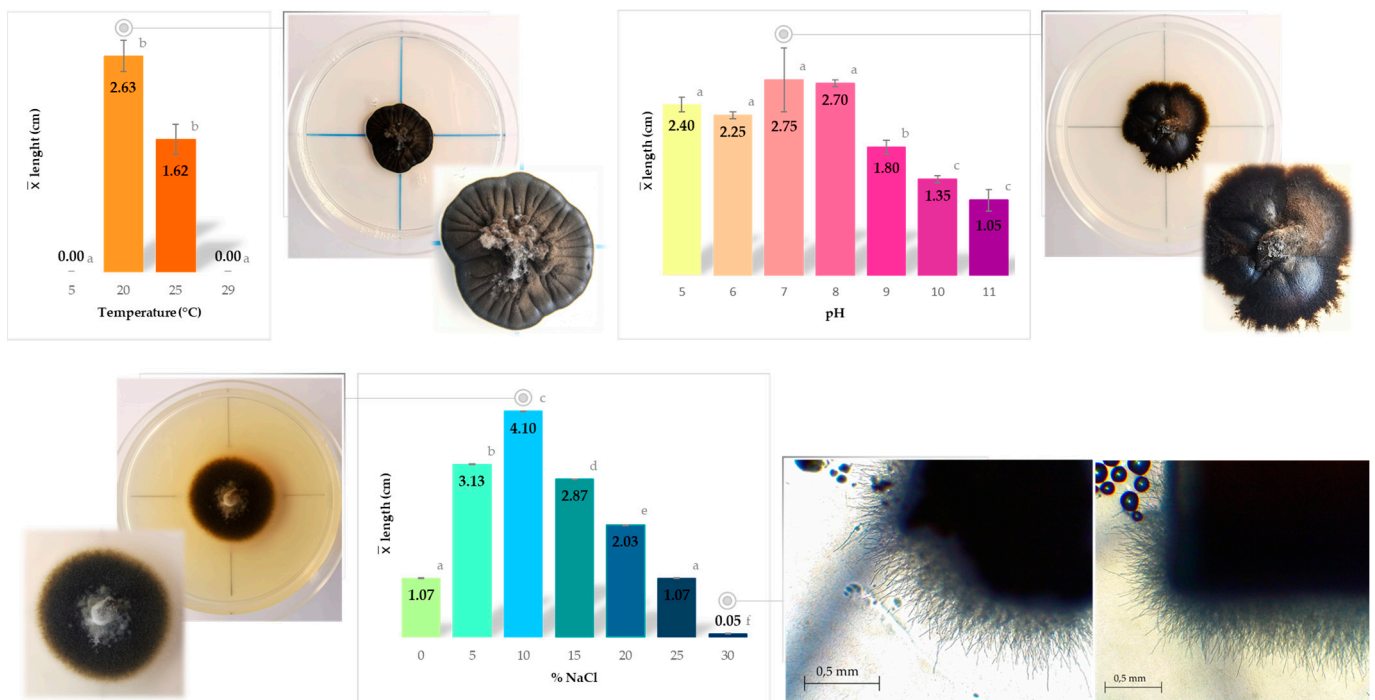 b
2.63
b
1.62
0.00 a
0.00 a
x̄ lenght (cm)
5 20 25 29
Temperature (°C)
a
2.40
a
2.25
a
2.75
a
2.70
b
1.80
c
1.35
c
1.05
x̄ length (cm)
5 6 7 8 9 10 11
pH
a
1.07
b
3.13
c
4.10
d
2.87
e
2.03
a
1.07
0.05 f
x̄ length (cm)
0 5 10 15 20 25 30
% NaCl
0,5 mm
0,5 mm